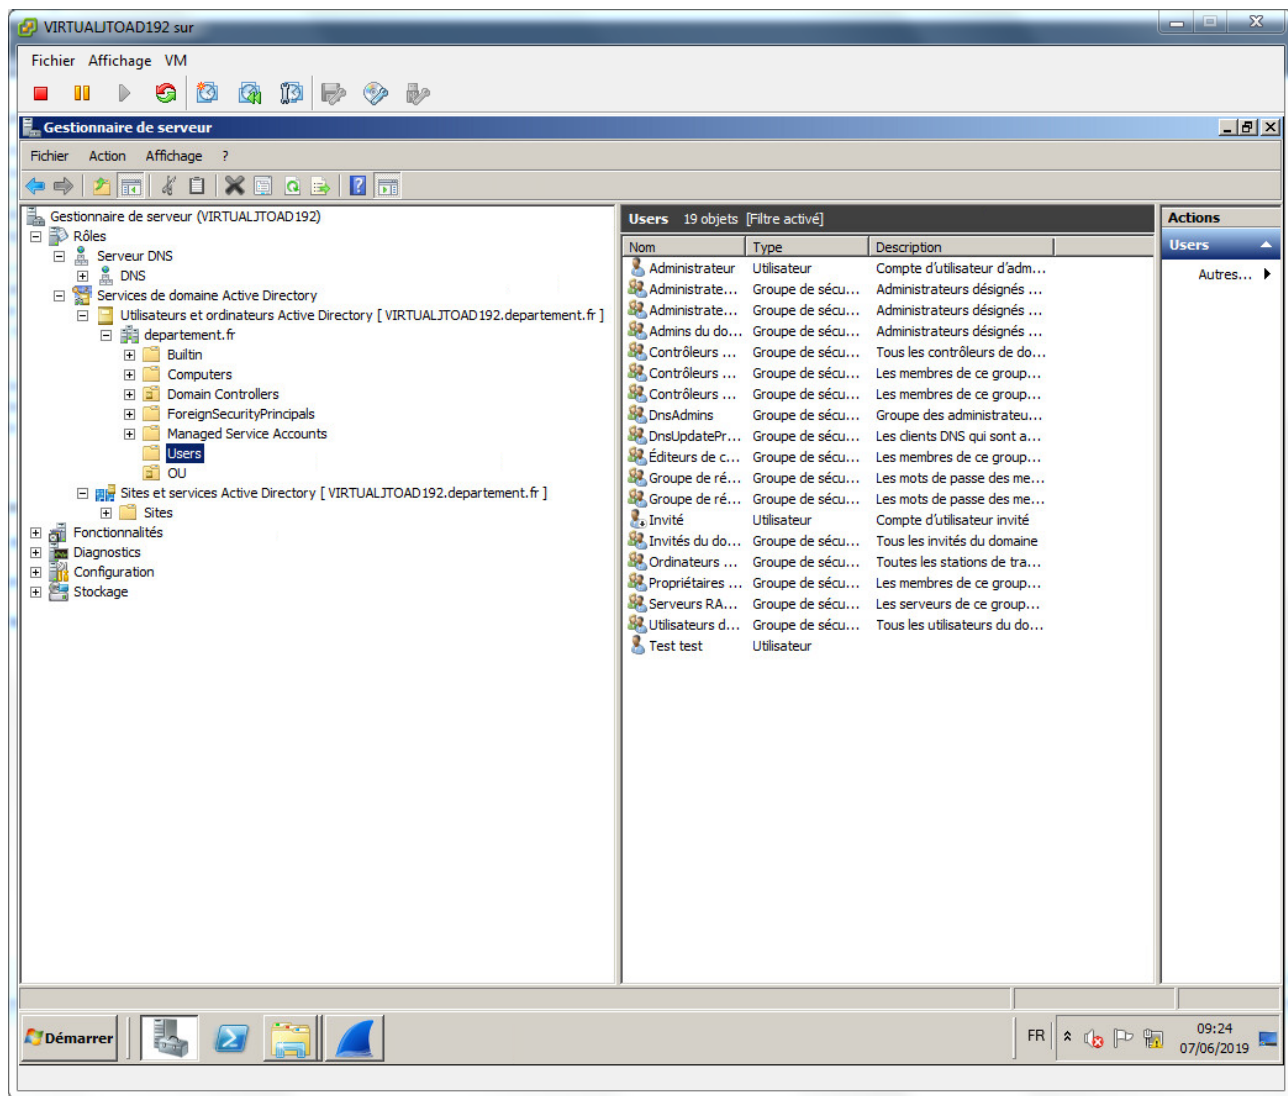 VIRTUALJTOAD192 sur
Fichier Affichage VM
Gestionnaire de serveur
Fichier Action Affichage ?
Gestionnaire de serveur (VIRTUALJTOAD192)
Rôles
Serveur DNS
DNS
Services de domaine Active Directory
Utilisateurs et ordinateurs Active Directory [ VIRTUALJTOAD192.departement.fr ]
departement.fr
Builtin
Computers
Domain Controllers
ForeignSecurityPrincipals
Managed Service Accounts
Users
OU
Sites et services Active Directory [ VIRTUALJTOAD192.departement.fr ]
Sites
Fonctionnalités
Diagnostics
Configuration
Stockage
Users 19 objets [Filtre activé]
Nom Type Description
Administrateur Utilisateur Compte d'utilisateur d'adm...
Administrate... Groupe de sécu... Administrateurs désignés ...
Administrate... Groupe de sécu... Administrateurs désignés ...
Admins du do... Groupe de sécu... Administrateurs désignés ...
Contrôleurs ... Groupe de sécu... Tous les contrôleurs de do...
Contrôleurs ... Groupe de sécu... Les membres de ce group...
Contrôleurs ... Groupe de sécu... Les membres de ce group...
DnsAdmins Groupe de sécu... Groupe des administrateu...
DnsUpdatePr... Groupe de sécu... Les clients DNS qui sont a...
Éditeurs de c... Groupe de sécu... Les membres de ce group...
Groupe de ré... Groupe de sécu... Les mots de passe des me...
Groupe de ré... Groupe de sécu... Les mots de passe des me...
Invité Utilisateur Compte d'utilisateur invité
Invités du do... Groupe de sécu... Tous les invités du domaine
Ordinateurs ... Groupe de sécu... Toutes les stations de tra...
Propriétaires ... Groupe de sécu... Les membres de ce group...
Serveurs RA... Groupe de sécu... Les serveurs de ce group...
Utilisateurs d... Groupe de sécu... Tous les utilisateurs du do...
Test test Utilisateur
Actions
Users
Autres...
Démarrer
FR
09:24
07/06/2019